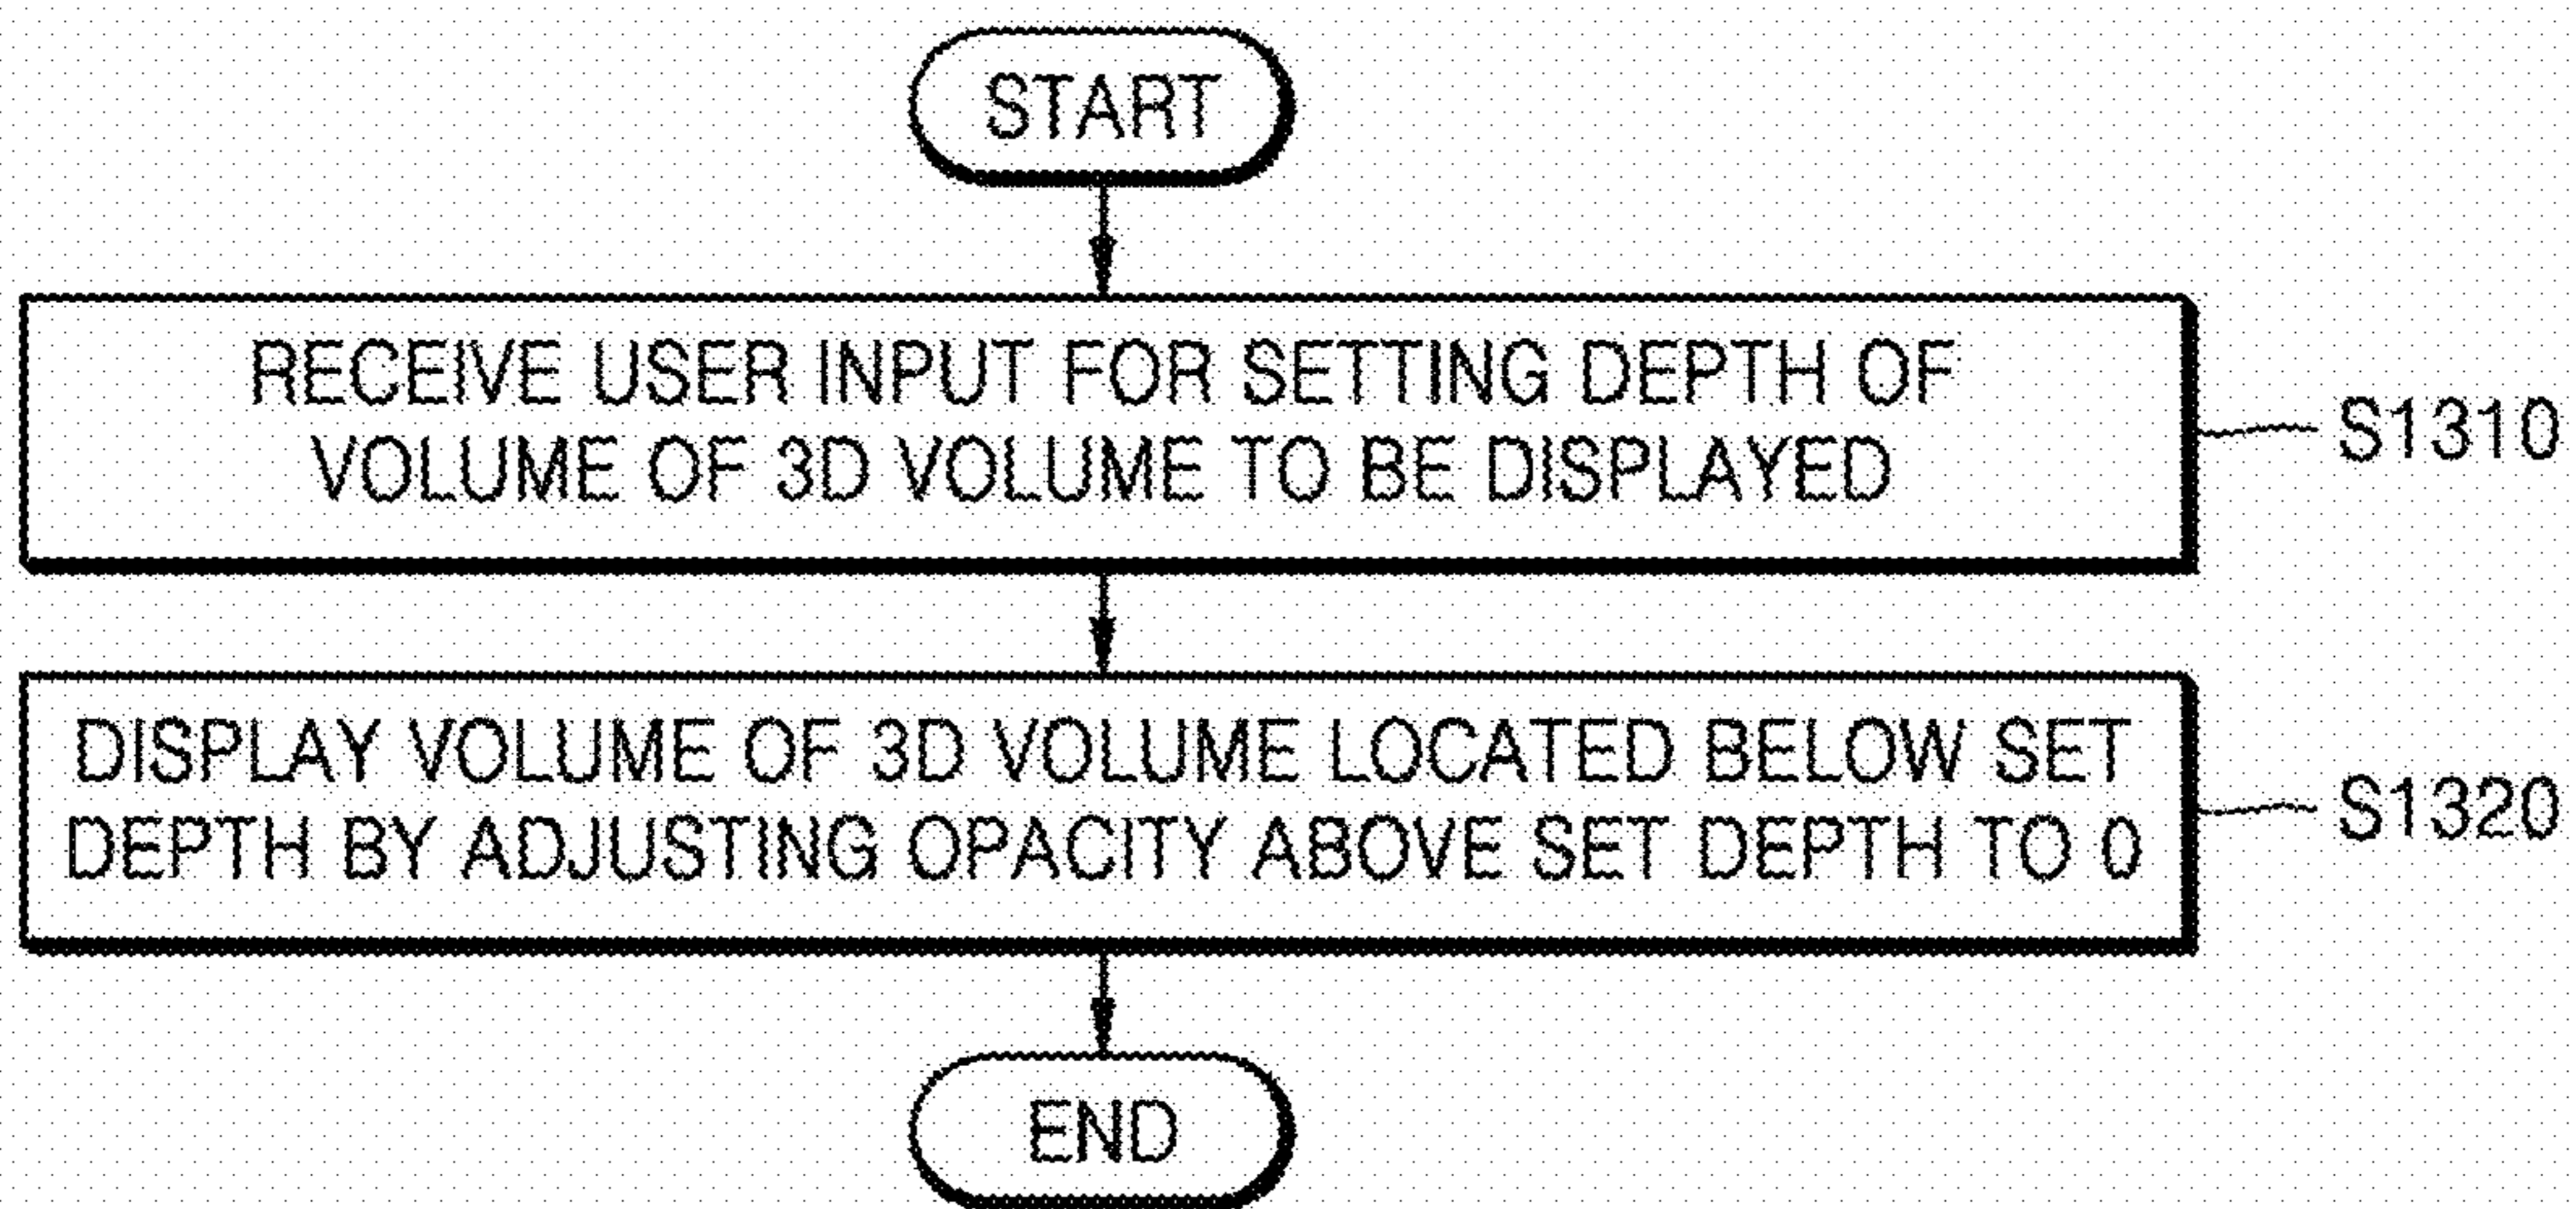 START
RECEIVE USER INPUT FOR SETTING DEPTH OF
VOLUME OF 3D VOLUME TO BE DISPLAYED
S1310
DISPLAY VOLUME OF 3D VOLUME LOCATED BELOW SET
DEPTH BY ADJUSTING OPACITY ABOVE SET DEPTH TO 0
S1320
END